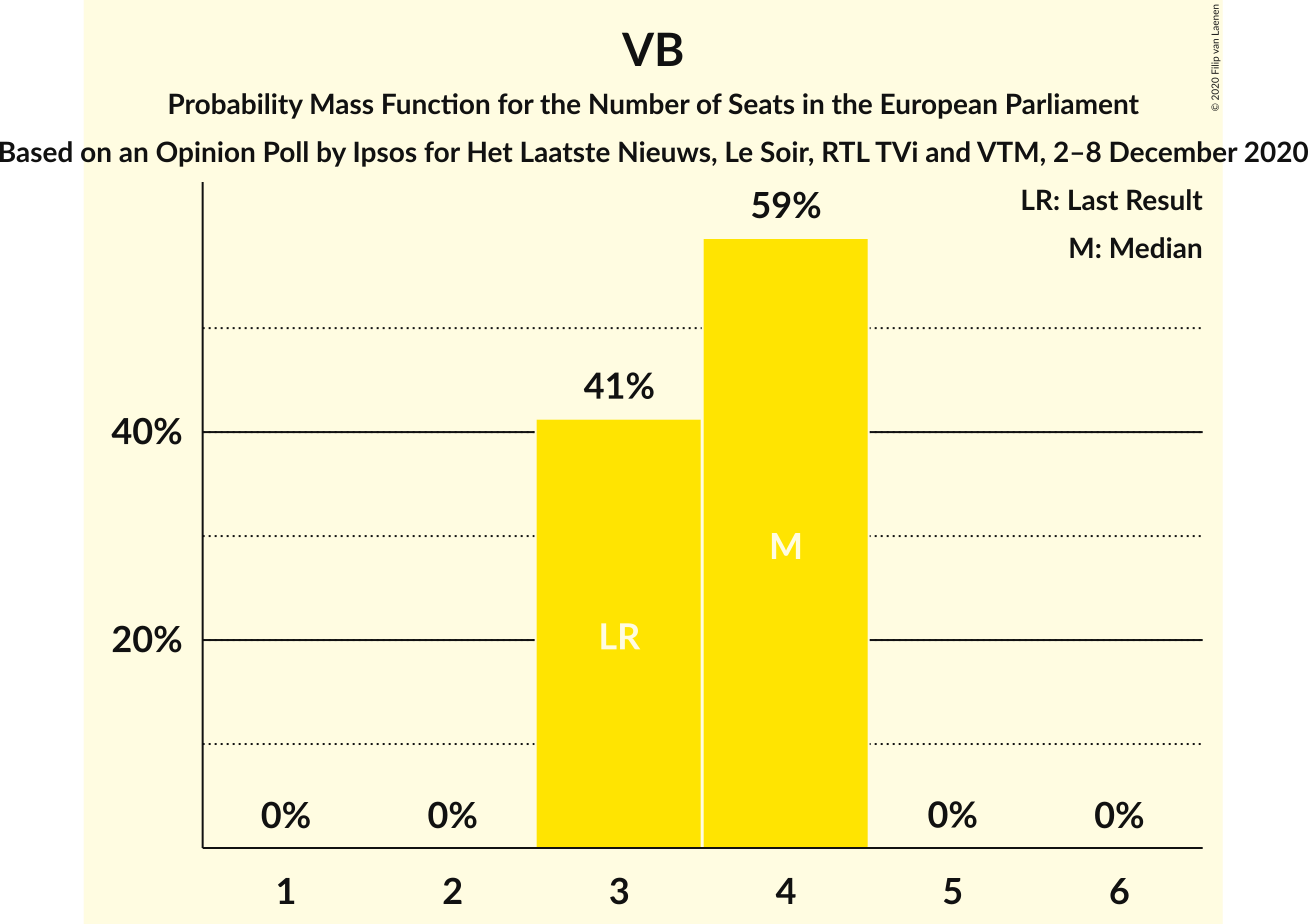 VB
Probability Mass Function for the Number of Seats in the European Parliament
Based on an Opinion Poll by Ipsos for Het Laatste Nieuws, Le Soir, RTL TVi and VTM, 2–8 December 2020
© 2020 Filip van Laenen
LR: Last Result
M: Median
59%
41%
40%
20%
M
LR
0%
0%
0%
0%
1
2
3
4
5
6